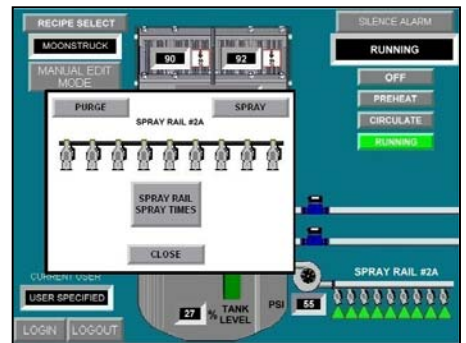 RECIPE SELECT
SILENCE ALARM
MOONSTRUCK
90
92
RUNNING
MANUAL EDIT
MODE
OFF
PREHEAT
CIRCULATE
RUNNING
PURGE
SPRAY
SPRAY RAIL #2A
SPRAY RAIL
SPRAY TIMES
CLOSE
CURRENT USER
USER SPECIFIED
LOGIN
LOGOUT
27 % TANK
LEVEL
PSI
55
SPRAY RAIL #2A